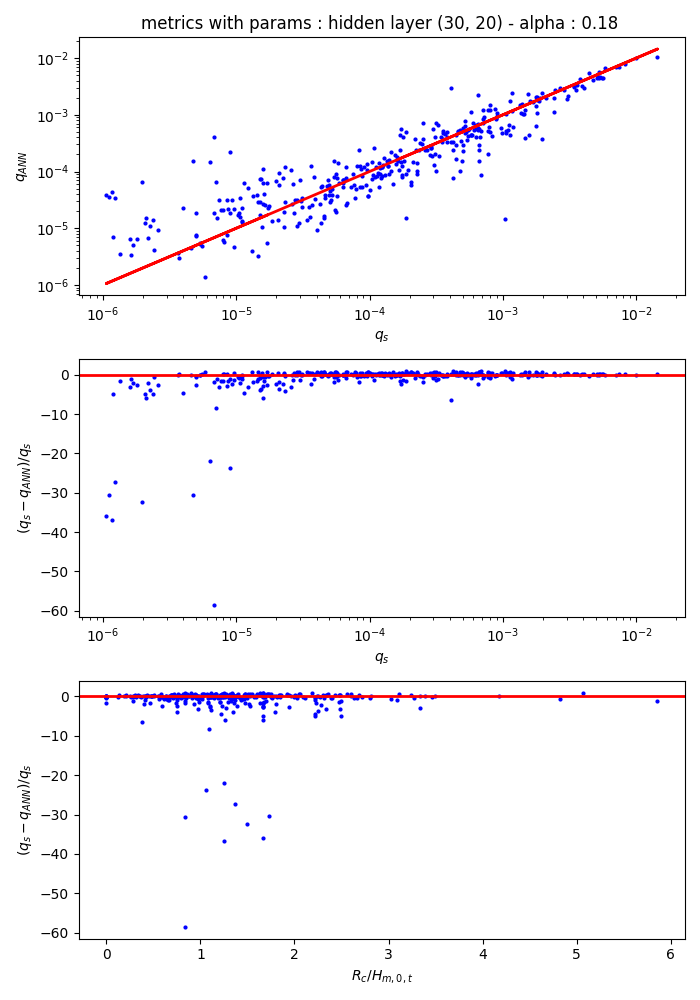 metrics with params : hidden layer (30, 20) - alpha : 0.18
10⁻²
10⁻³
10⁻⁴
10⁻⁵
10⁻⁶
q_ANN
10⁻⁶ 10⁻⁵ 10⁻⁴ 10⁻³ 10⁻²
q_s
0
−10
−20
−30
−40
−50
−60
(q_s − q_ANN)/q_s
10⁻⁶ 10⁻⁵ 10⁻⁴ 10⁻³ 10⁻²
q_s
0
−10
−20
−30
−40
−50
−60
(q_s − q_ANN)/q_s
0 1 2 3 4 5 6
R_c/H_m, 0, t